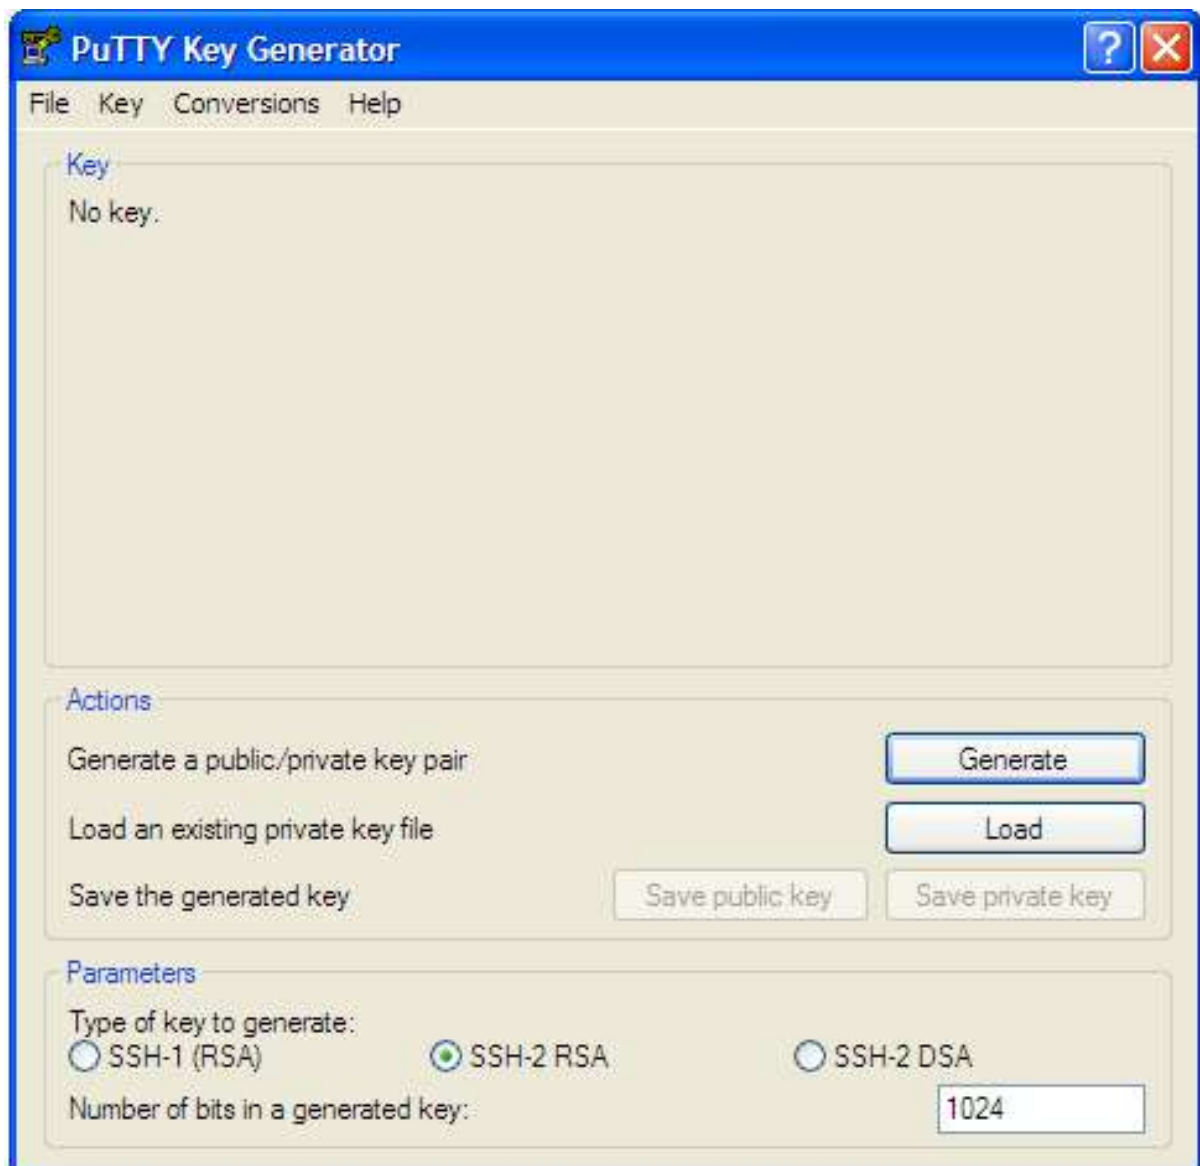 PuTTY Key Generator
File Key Conversions Help
Key
No key.
Actions
Generate a public/private key pair Generate
Load an existing private key file Load
Save the generated key Save public key Save private key
Parameters
Type of key to generate:
SSH-1 (RSA) SSH-2 RSA SSH-2 DSA
Number of bits in a generated key: 1024